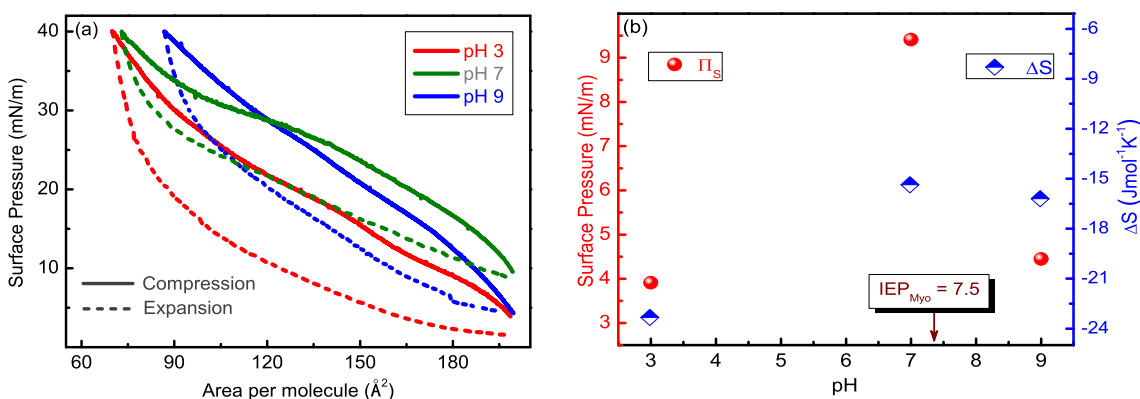 (a)
pH 3
pH 7
pH 9
Compression
Expansion
40
30
20
10
60
90
120
150
180
Surface Pressure (mN/m)
Area per molecule (Å²)
(b)
Πs
ΔS
IEPMyo = 7.5
9
8
7
6
5
4
3
3
4
5
6
7
8
9
-6
-9
-12
-15
-18
-21
-24
Surface Pressure (mN/m)
pH
ΔS (Jmol⁻¹K⁻¹)